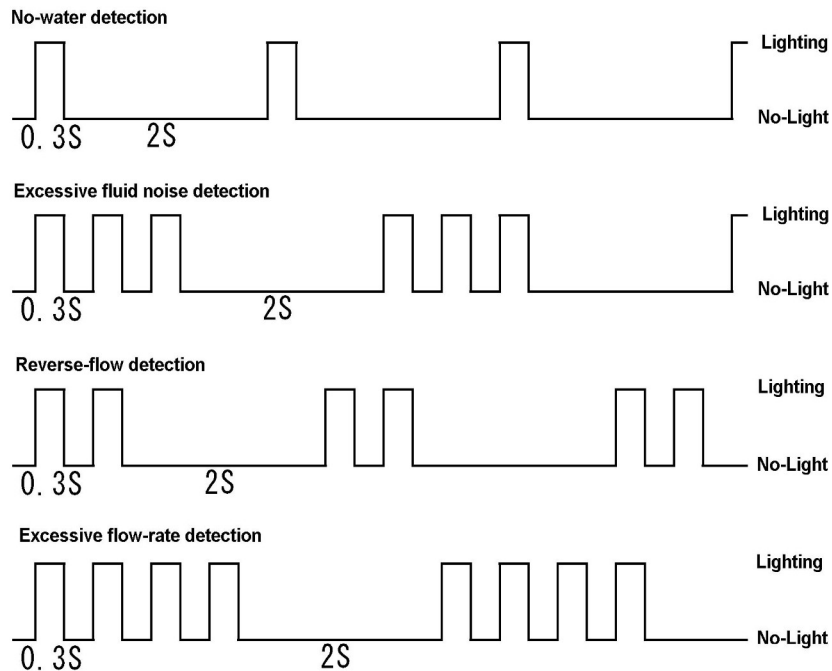 No-water detection
Lighting
No-Light
0.3S 2S
Excessive fluid noise detection
Lighting
No-Light
0.3S 2S
Reverse-flow detection
Lighting
No-Light
0.3S 2S
Excessive flow-rate detection
Lighting
No-Light
0.3S 2S